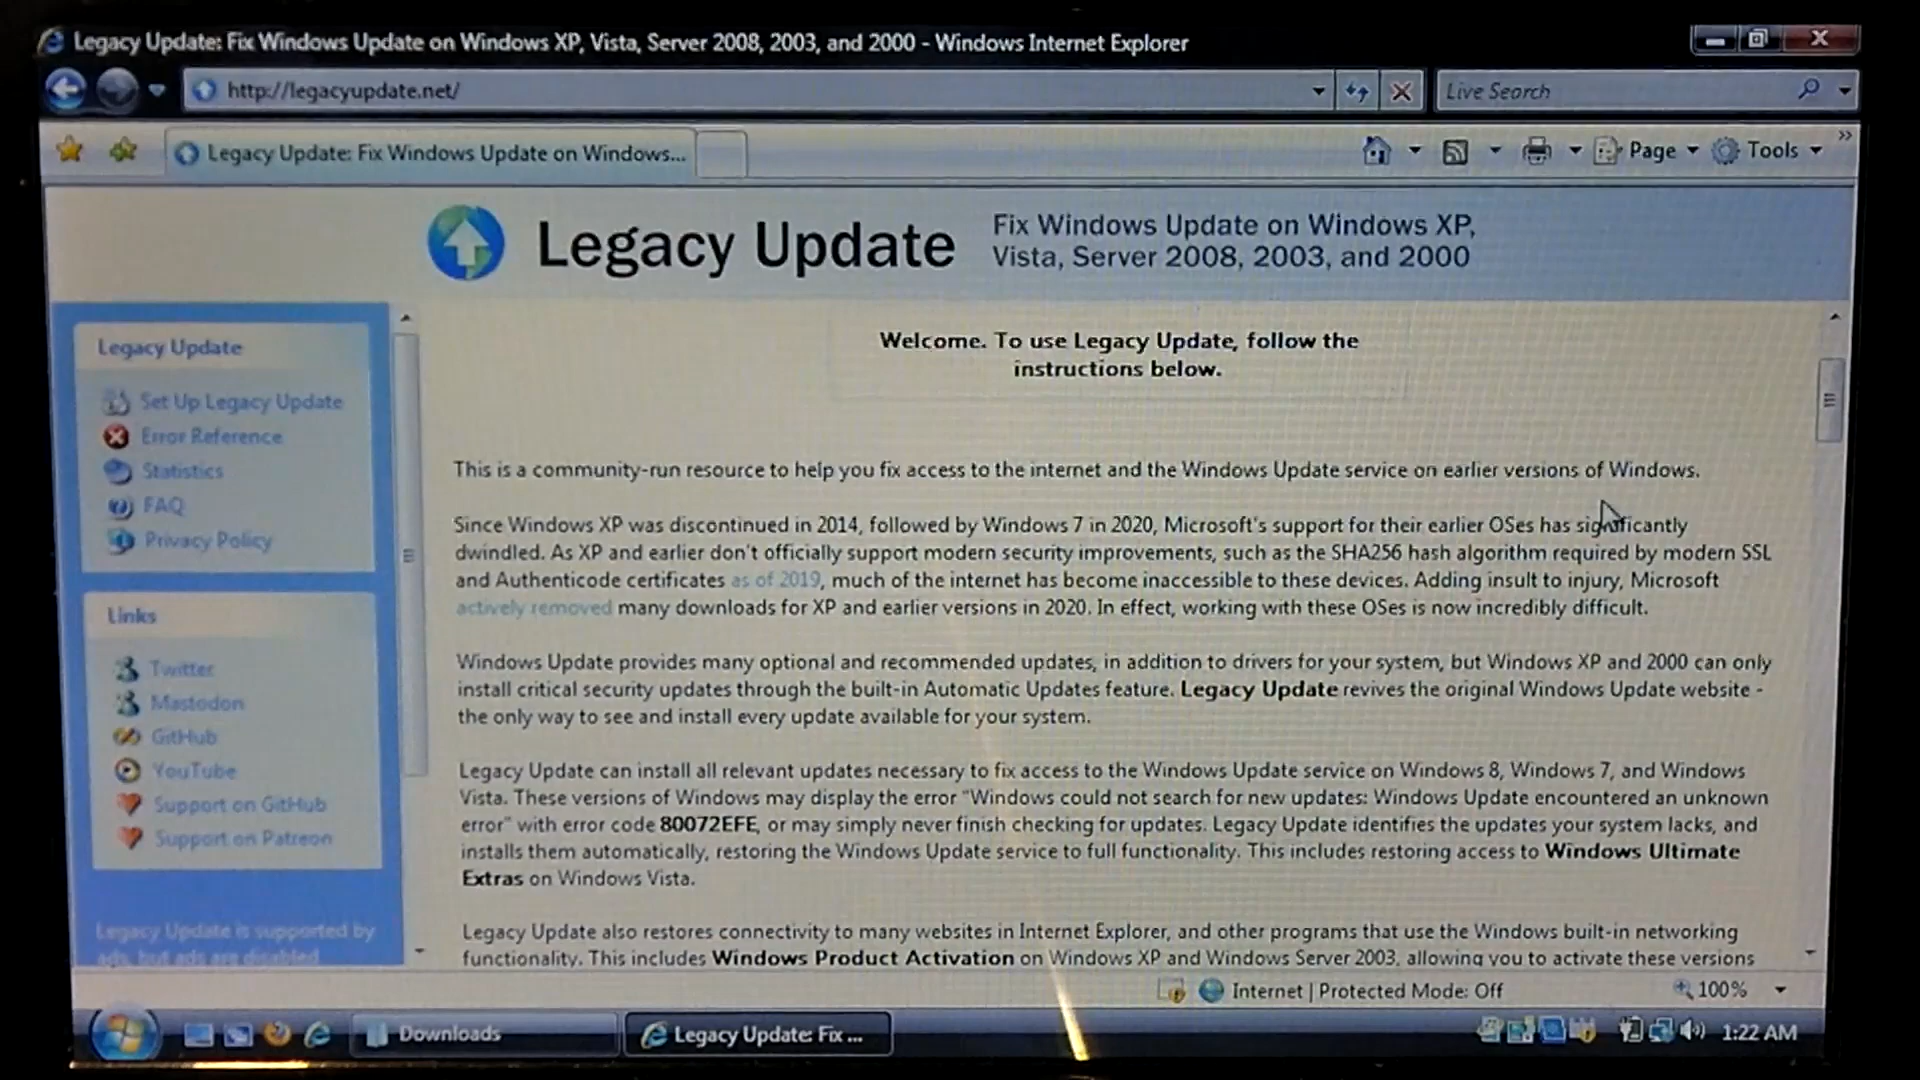 Legacy Update: Fix Windows Update on Windows XP, Vista, Server 2008, 2003, and 2000 - Windows Internet Explorer
http://legacyupdate.net/
Live Search
Legacy Update: Fix Windows Update on Windows...
Page
Tools
Legacy Update
Fix Windows Update on Windows XP,
Vista, Server 2008, 2003, and 2000
Legacy Update
Set Up Legacy Update
Error Reference
Statistics
FAQ
Privacy Policy
Links
Twitter
Mastodon
GitHub
YouTube
Support on GitHub
Support on Patreon
Legacy Update is supported by
ads, but ads are disabled
Welcome. To use Legacy Update, follow the
instructions below.
This is a community-run resource to help you fix access to the internet and the Windows Update service on earlier versions of Windows.
Since Windows XP was discontinued in 2014, followed by Windows 7 in 2020, Microsoft's support for their earlier OSes has significantly
dwindled. As XP and earlier don't officially support modern security improvements, such as the SHA256 hash algorithm required by modern SSL
and Authenticode certificates as of 2019, much of the internet has become inaccessible to these devices. Adding insult to injury, Microsoft
actively removed many downloads for XP and earlier versions in 2020. In effect, working with these OSes is now incredibly difficult.
Windows Update provides many optional and recommended updates, in addition to drivers for your system, but Windows XP and 2000 can only
install critical security updates through the built-in Automatic Updates feature. Legacy Update revives the original Windows Update website -
the only way to see and install every update available for your system.
Legacy Update can install all relevant updates necessary to fix access to the Windows Update service on Windows 8, Windows 7, and Windows
Vista. These versions of Windows may display the error "Windows could not search for new updates: Windows Update encountered an unknown
error" with error code 80072EFE, or may simply never finish checking for updates. Legacy Update identifies the updates your system lacks, and
installs them automatically, restoring the Windows Update service to full functionality. This includes restoring access to Windows Ultimate
Extras on Windows Vista.
Legacy Update also restores connectivity to many websites in Internet Explorer, and other programs that use the Windows built-in networking
functionality. This includes Windows Product Activation on Windows XP and Windows Server 2003, allowing you to activate these versions
Internet | Protected Mode: Off
100%
Downloads
Legacy Update: Fix ...
1:22 AM